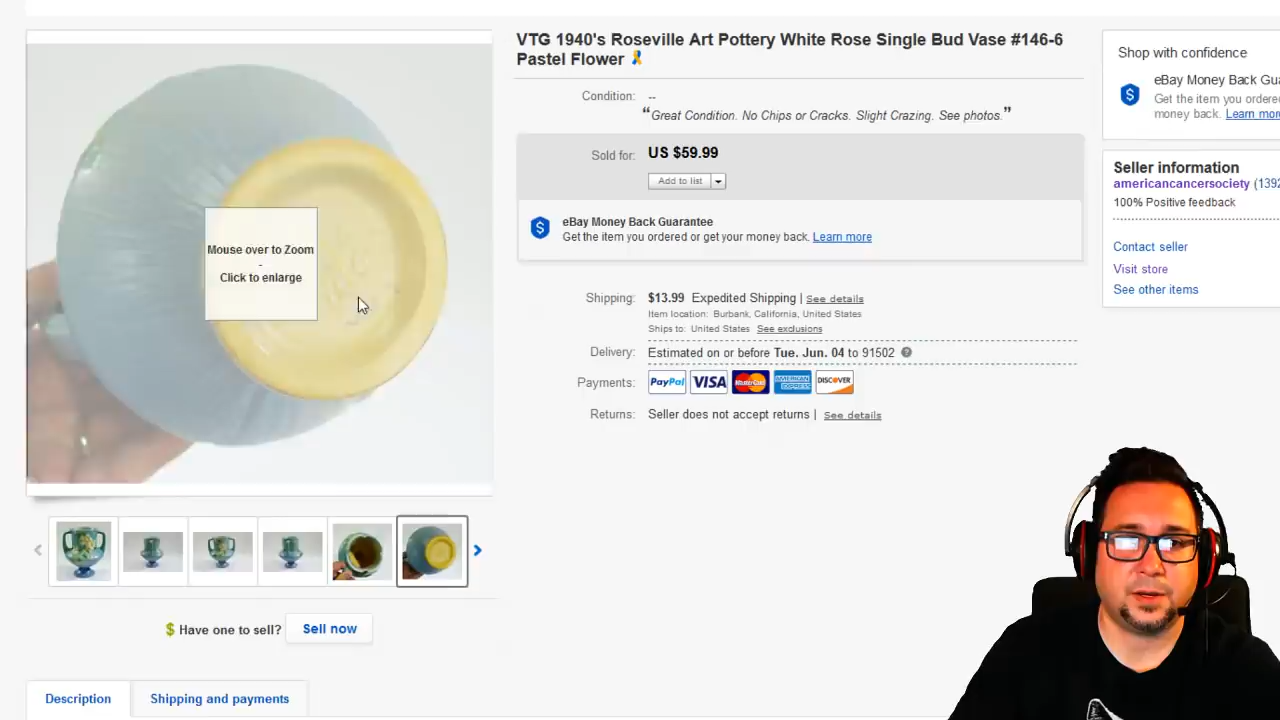 VTG 1940's Roseville Art Pottery White Rose Single Bud Vase #146-6
Pastel Flower
Condition: --
“Great Condition. No Chips or Cracks. Slight Crazing. See photos.”
Sold for: US $59.99
Add to list
eBay Money Back Guarantee
Get the item you ordered or get your money back. Learn more
Shipping: $13.99 Expedited Shipping | See details
Item location: Burbank, California, United States
Ships to: United States See exclusions
Delivery: Estimated on or before Tue. Jun. 04 to 91502
Payments: PayPal VISA MasterCard AMERICAN EXPRESS DISCOVER
Returns: Seller does not accept returns | See details
Mouse over to Zoom
-
Click to enlarge
$ Have one to sell? Sell now
Description
Shipping and payments
Shop with confidence
eBay Money Back Gua
Get the item you ordere
money back. Learn mor
Seller information
americancancersociety (1392
100% Positive feedback
Contact seller
Visit store
See other items